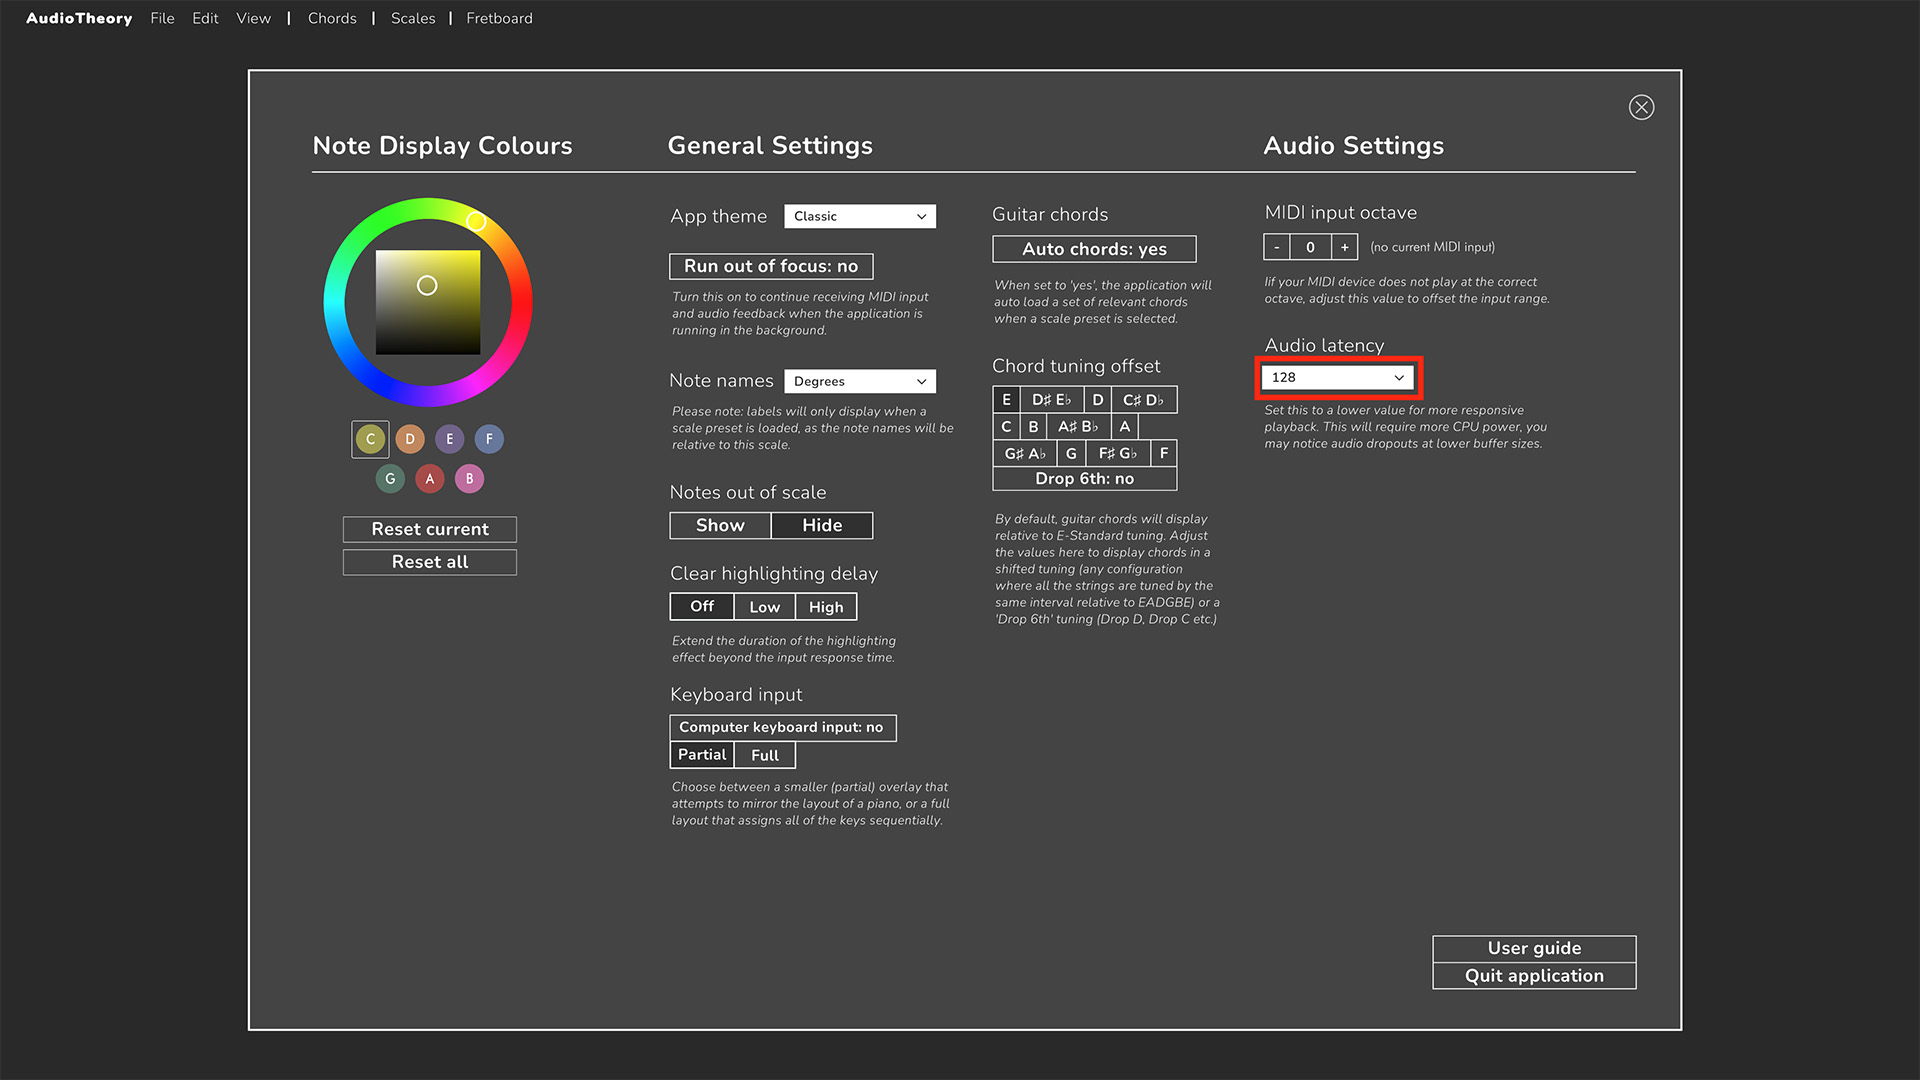 AudioTheory File Edit View | Chords | Scales | Fretboard
Note Display Colours
C D E F
G A B
Reset current
Reset all
General Settings
App theme Classic
Run out of focus: no
Turn this on to continue receiving MIDI input
and audio feedback when the application is
running in the background.
Note names Degrees
Please note: labels will only display when a
scale preset is loaded, as the note names will be
relative to this scale.
Notes out of scale
Show Hide
Clear highlighting delay
Off Low High
Extend the duration of the highlighting
effect beyond the input response time.
Keyboard input
Computer keyboard input: no
Partial Full
Choose between a smaller (partial) overlay that
attempts to mirror the layout of a piano, or a full
layout that assigns all of the keys sequentially.
Guitar chords
Auto chords: yes
When set to 'yes', the application will
auto load a set of relevant chords
when a scale preset is selected.
Chord tuning offset
E D♯ E♭ D C♯ D♭
C B A♯ B♭ A
G♯ A♭ G F♯ G♭ F
Drop 6th: no
By default, guitar chords will display
relative to E-Standard tuning. Adjust
the values here to display chords in a
shifted tuning (any configuration
where all the strings are tuned by the
same interval relative to EADGBE) or a
'Drop 6th' tuning (Drop D, Drop C etc.)
Audio Settings
MIDI input octave
- 0 + (no current MIDI input)
Iif your MIDI device does not play at the correct
octave, adjust this value to offset the input range.
Audio latency
128
Set this to a lower value for more responsive
playback. This will require more CPU power, you
may notice audio dropouts at lower buffer sizes.
User guide
Quit application